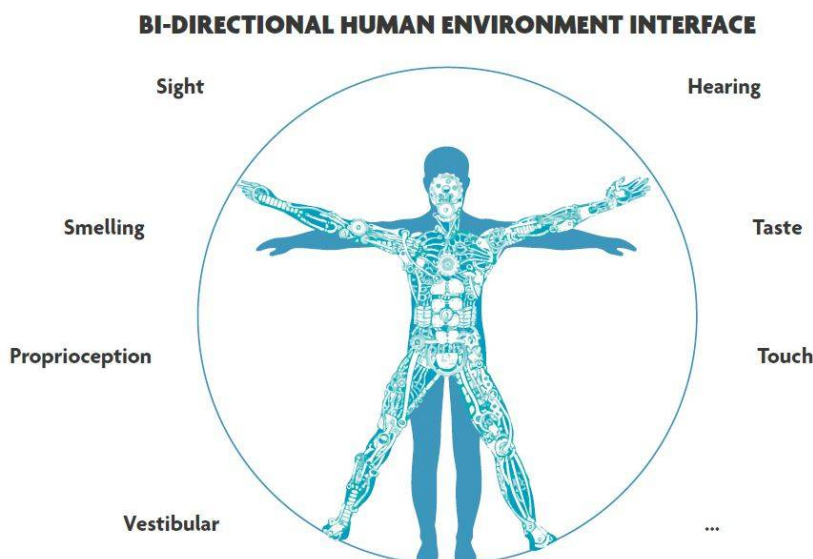 BI-DIRECTIONAL HUMAN ENVIRONMENT INTERFACE
Sight
Hearing
Smelling
Taste
Proprioception
Touch
Vestibular
...